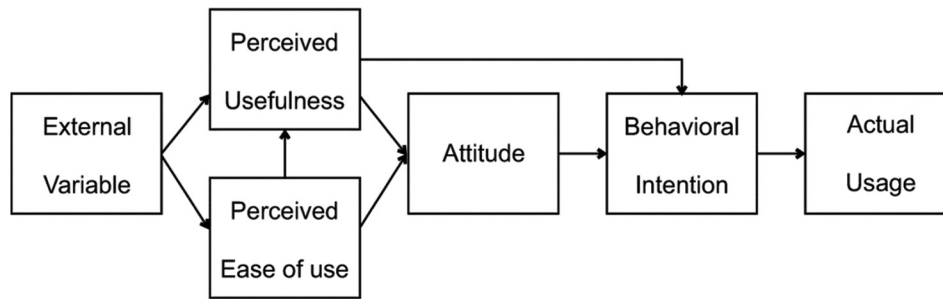 External
Variable
Perceived
Usefulness
Perceived
Ease of use
Attitude
Behavioral
Intention
Actual
Usage